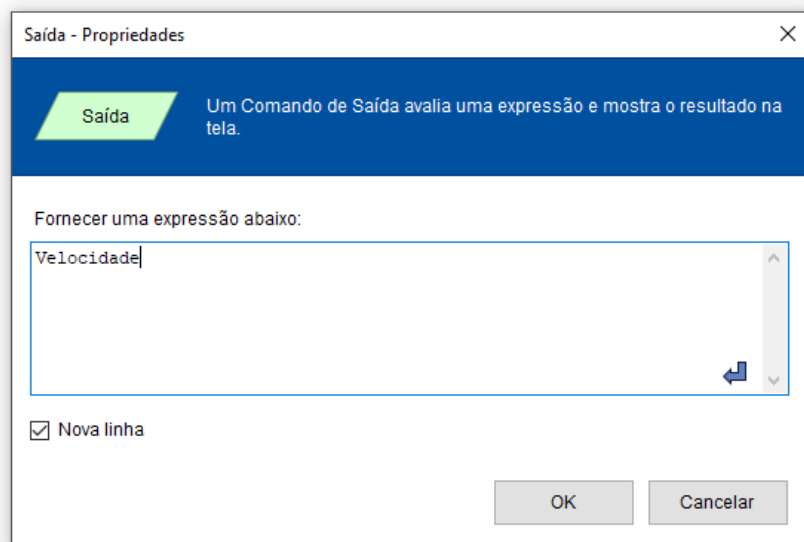 Saída - Propriedades
Saída
Um Comando de Saída avalia uma expressão e mostra o resultado na
tela.
Fornecer uma expressão abaixo:
Velocidade
Nova linha
OK
Cancelar